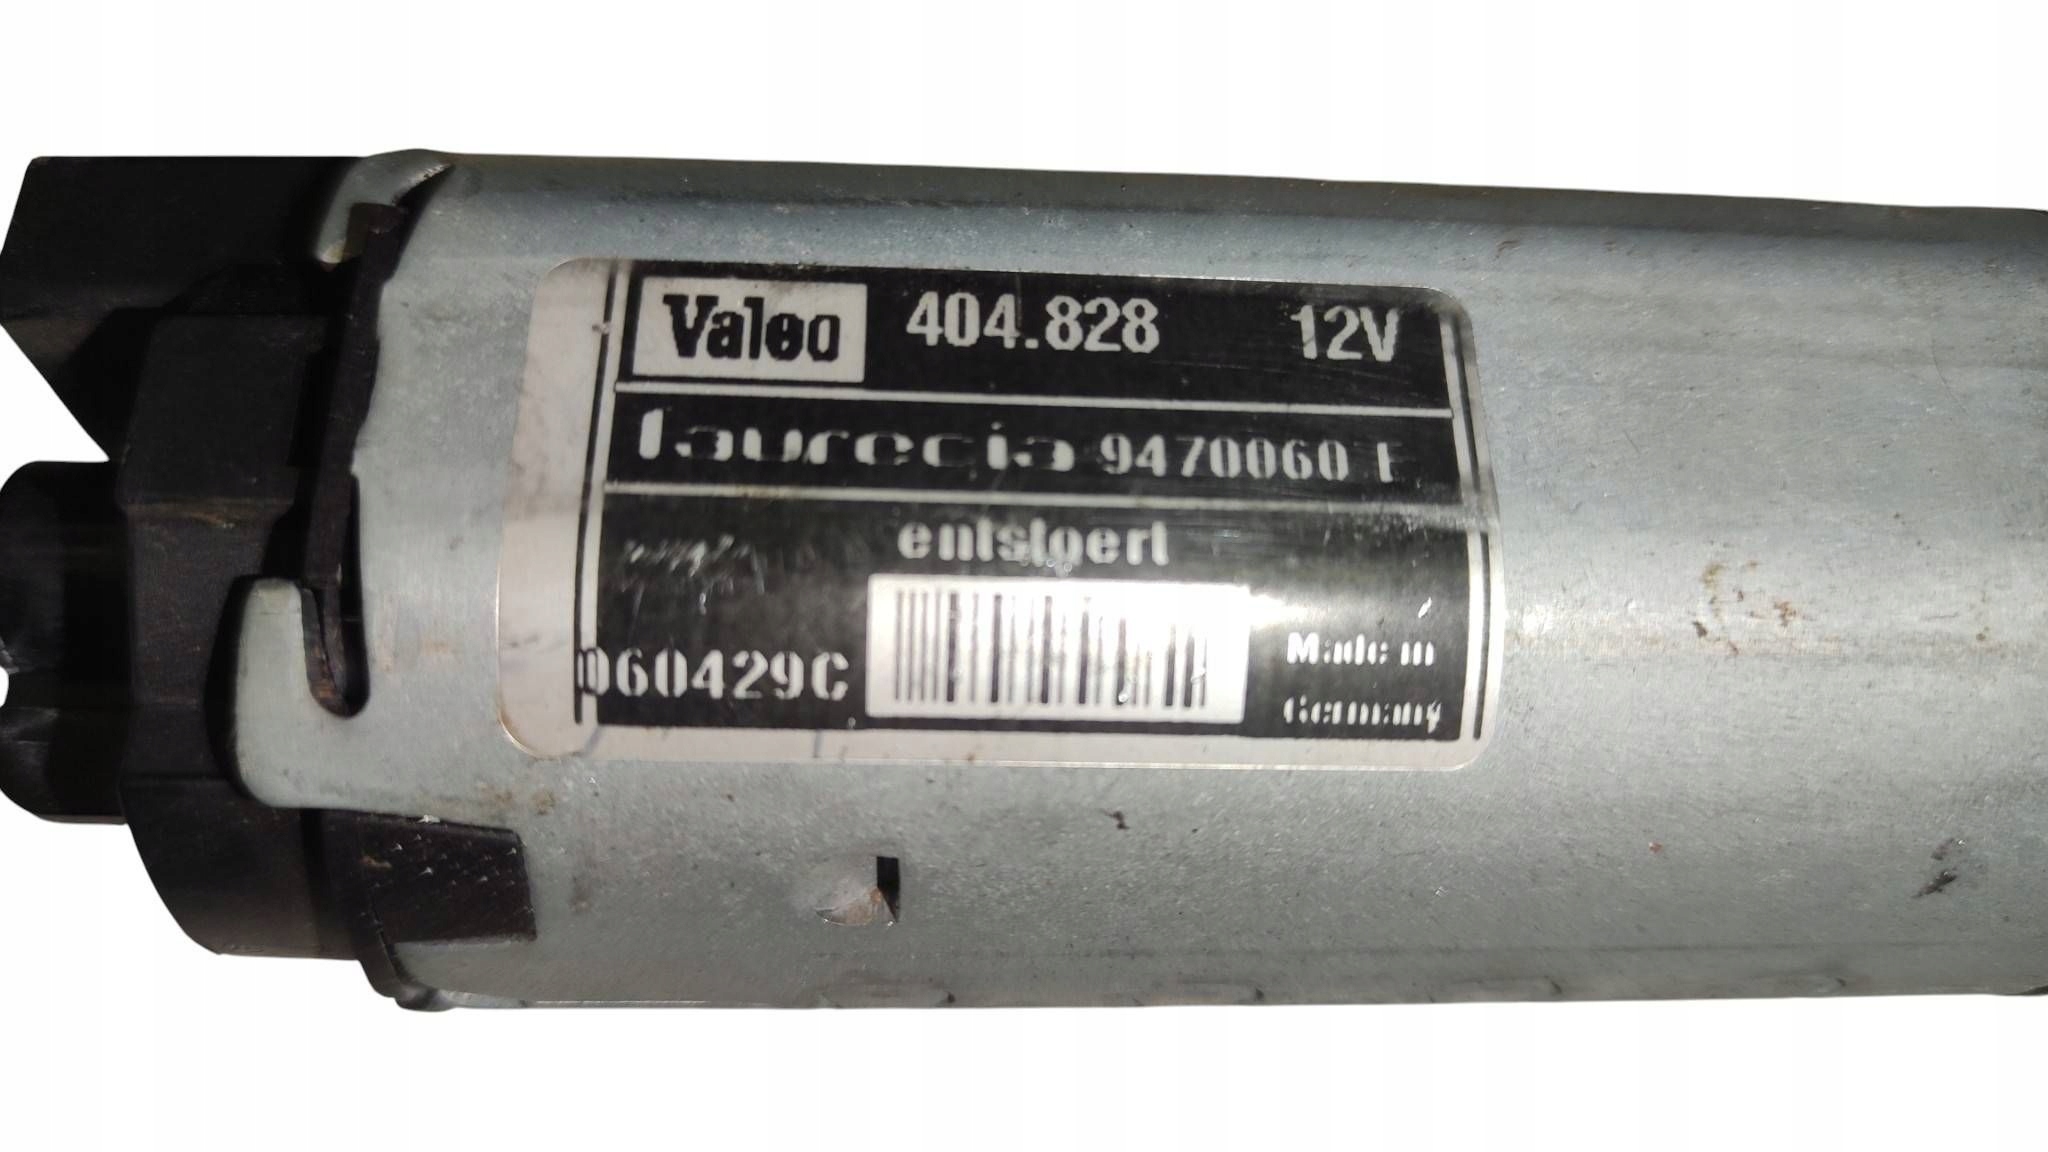 Valeo 404.828 12V
faurecia 9470060 F
entstoert
060429C
Made in
Germany